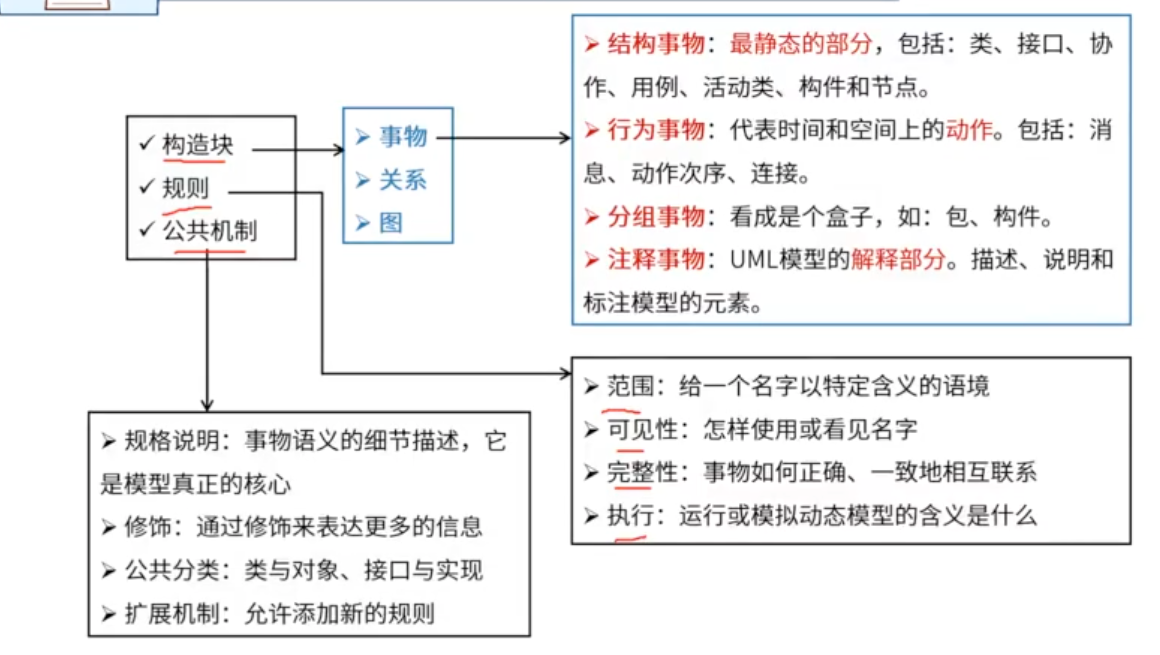 ✓ 构造块
✓ 规则
✓ 公共机制
➢ 事物
➢ 关系
➢ 图
➢ 结构事物：最静态的部分，包括：类、接口、协
作、用例、活动类、构件和节点。
➢ 行为事物：代表时间和空间上的动作。包括：消
息、动作次序、连接。
➢ 分组事物：看成是个盒子，如：包、构件。
➢ 注释事物：UML模型的解释部分。描述、说明和
标注模型的元素。
➢ 范围：给一个名字以特定含义的语境
➢ 可见性：怎样使用或看见名字
➢ 完整性：事物如何正确、一致地相互联系
➢ 执行：运行或模拟动态模型的含义是什么
➢ 规格说明：事物语义的细节描述，它
是模型真正的核心
➢ 修饰：通过修饰来表达更多的信息
➢ 公共分类：类与对象、接口与实现
➢ 扩展机制：允许添加新的规则